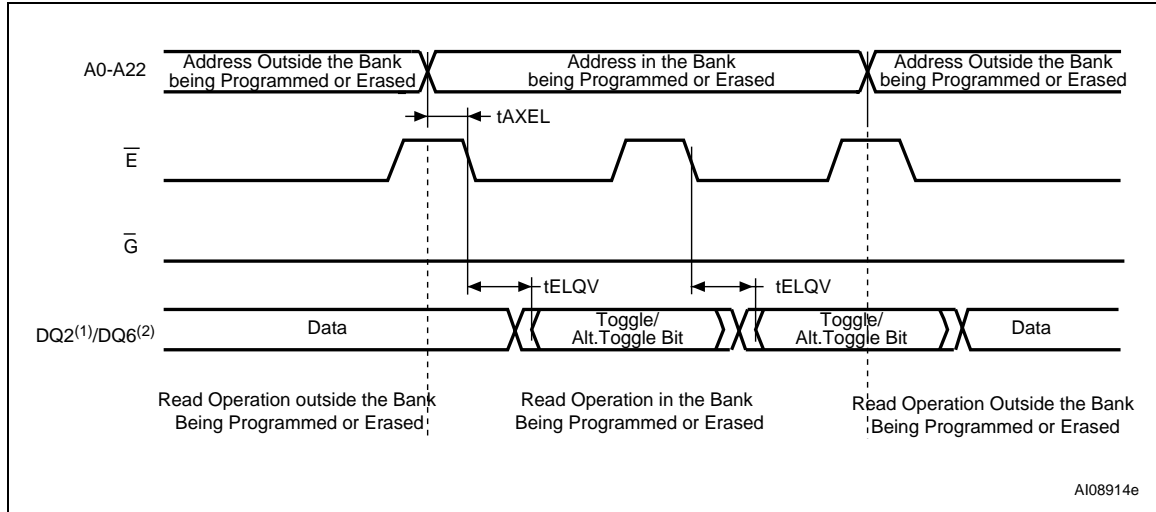 A0-A22
Address Outside the Bank
being Programmed or Erased
Address in the Bank
being Programmed or Erased
Address Outside the Bank
being Programmed or Erased
tAXEL
E
G
tELQV
tELQV
DQ2(1)/DQ6(2)
Data
Toggle/
Alt.Toggle Bit
Toggle/
Alt.Toggle Bit
Data
Read Operation outside the Bank
Being Programmed or Erased
Read Operation in the Bank
Being Programmed or Erased
Read Operation Outside the Bank
Being Programmed or Erased
AI08914e